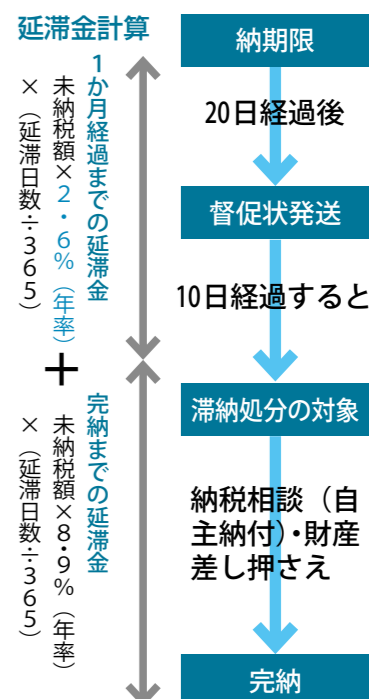 延滞金計算
1か月経過までの延滞金
未納税額×2・6%（年率）
×（延滞日数÷365）
＋
完納までの延滞金
未納税額×8・9%（年率）
×（延滞日数÷365）
納期限
20日経過後
督促状発送
10日経過すると
滞納処分の対象
納税相談（自
主納付）・財産
差し押さえ
完納